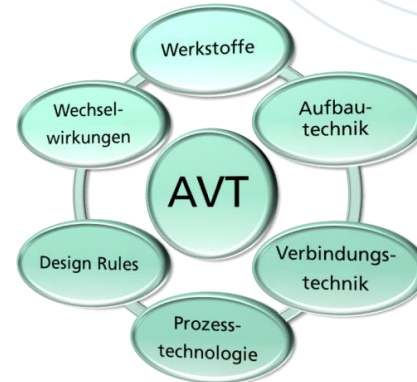 Werkstoffe
Aufbau-
technik
Verbindungs-
technik
Prozess-
technologie
Design Rules
Wechsel-
wirkungen
AVT